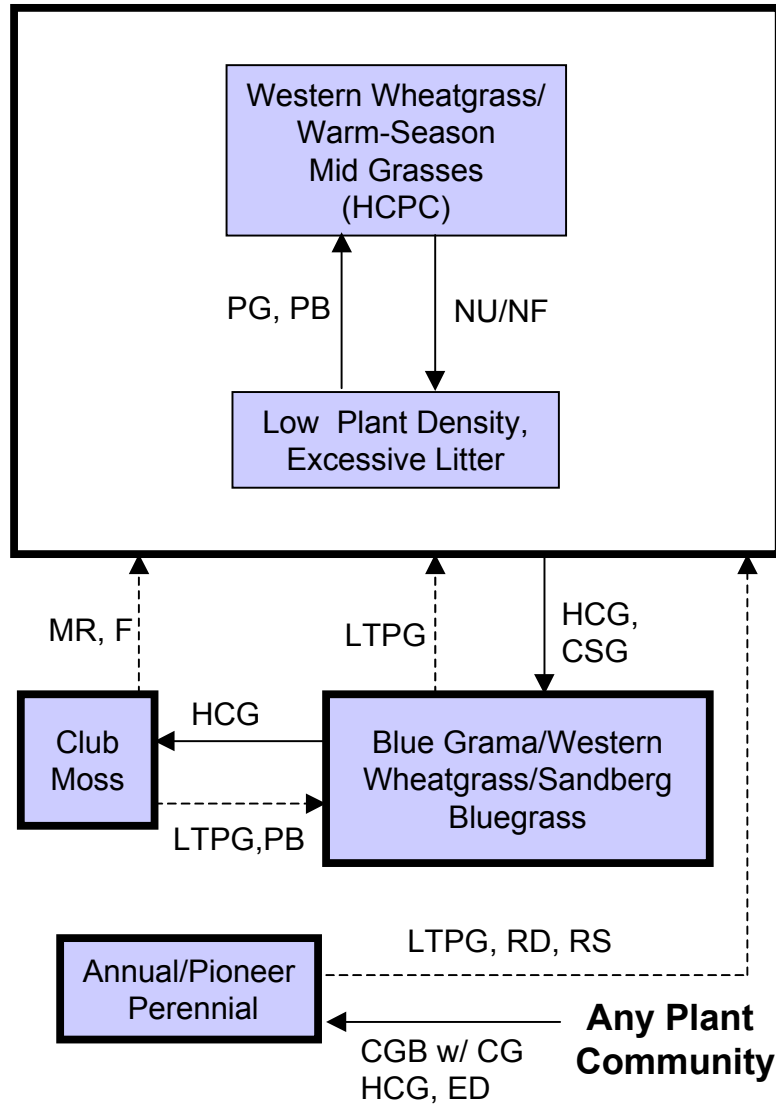 Western Wheatgrass/
Warm-Season
Mid Grasses
(HCPC)
PG, PB
NU/NF
Low Plant Density,
Excessive Litter
MR, F
LTPG
HCG,
CSG
Club
Moss
HCG
LTPG,PB
Blue Grama/Western
Wheatgrass/Sandberg
Bluegrass
LTPG, RD, RS
Annual/Pioneer
Perennial
Any Plant
Community
CGB w/ CG
HCG, ED